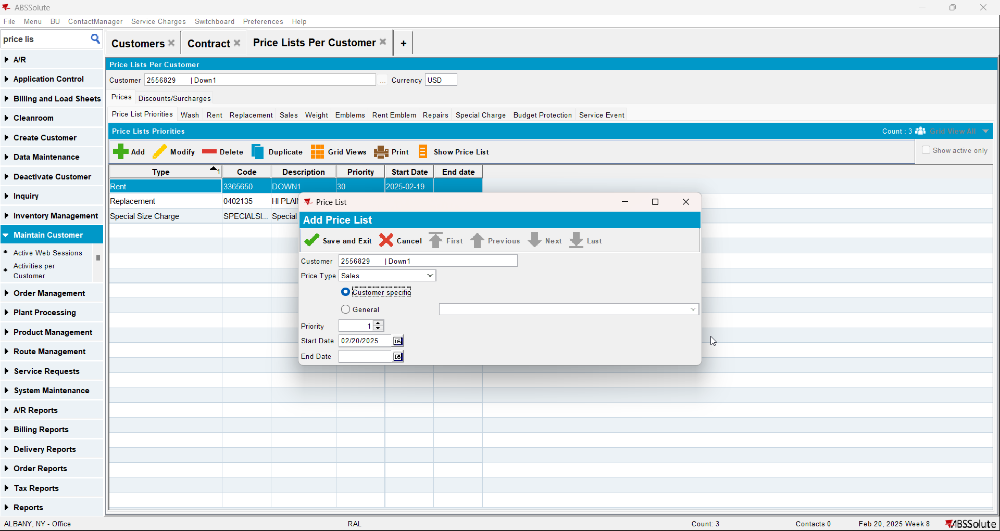 ABSSolute
File Menu BU ContactManager Service Charges Switchboard Preferences Help
price lis
Customers Contract Price Lists Per Customer +
A/R
Application Control
Billing and Load Sheets
Cleanroom
Create Customer
Data Maintenance
Deactivate Customer
Inquiry
Inventory Management
Maintain Customer
Active Web Sessions
Activities per
Customer
Order Management
Plant Processing
Product Management
Route Management
Service Requests
System Maintenance
A/R Reports
Billing Reports
Delivery Reports
Order Reports
Tax Reports
Reports
Price Lists Per Customer
Customer 2556829 | Down1 ... Currency USD
Prices Discounts/Surcharges
Price List Priorities Wash Rent Replacement Sales Weight Emblems Rent Emblem Repairs Special Charge Budget Protection Service Event
Price Lists Priorities Count : 3 Grid View All
Add Modify Delete Duplicate Grid Views Print Show Price List Show active only
Type 1 Code Description Priority Start Date End date
Rent 3365650 DOWN1 30 2025-02-19
Replacement 0402135 HI PLAI
Special Size Charge SPECIALSI... Special
Price List
Add Price List
Save and Exit Cancel First Previous Next Last
Customer 2556829 | Down1
Price Type Sales
Customer specific
General
Priority 1
Start Date 02/20/2025 16
End Date 16
ALBANY, NY - Office RAL Count: 3 Contacts 0 Feb 20, 2025 Week 8 ABSSolute